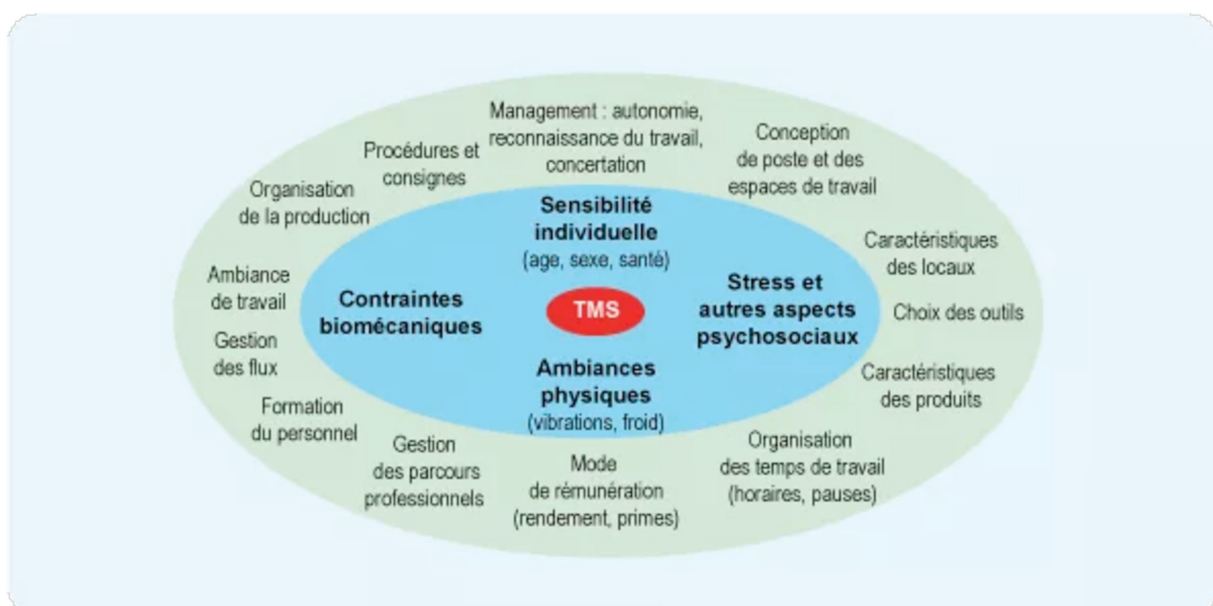 Management : autonomie,
reconnaissance du travail,
concertation
Conception
de poste et des
espaces de travail
Procédures et
consignes
Organisation
de la production
Sensibilité
individuelle
(age, sexe, santé)
Caractéristiques
des locaux
Ambiance
de travail
Contraintes
biomécaniques
TMS
Stress et
autres aspects
psychosociaux
Choix des outils
Gestion
des flux
Ambiances
physiques
(vibrations, froid)
Caractéristiques
des produits
Formation
du personnel
Gestion
des parcours
professionnels
Mode
de rémunération
(rendement, primes)
Organisation
des temps de travail
(horaires, pauses)